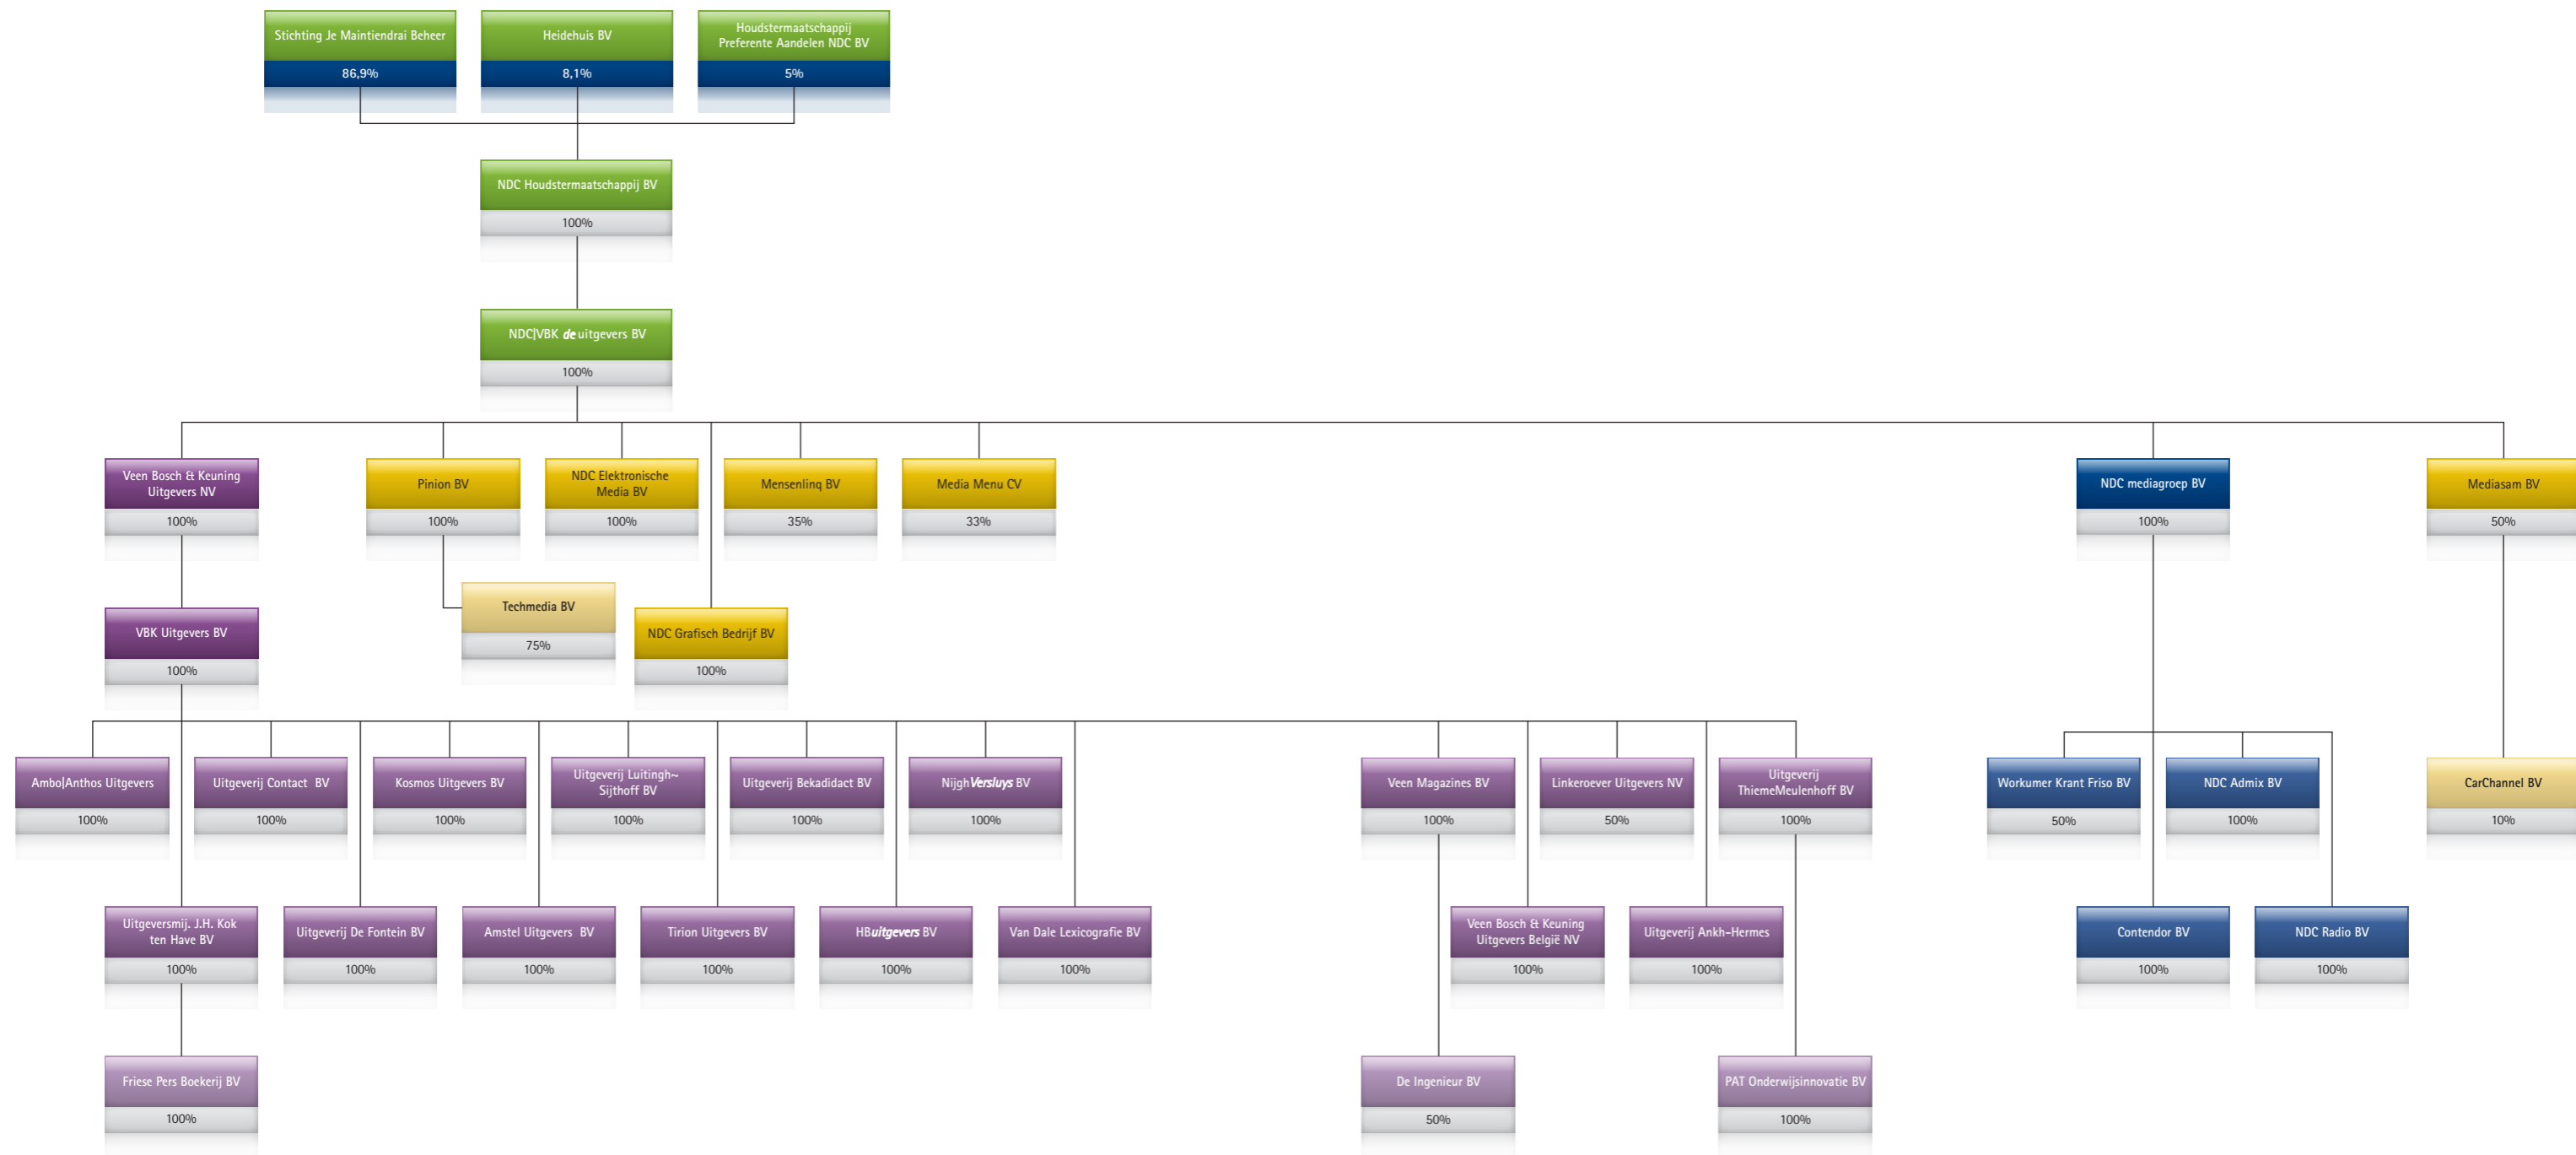 Stichting Je Maintiendrai Beheer
86,9%
Heidehuis BV
8,1%
Houdstermaatschappij
Preferente Aandelen NDC BV
5%
NDC Houdstermaatschappij BV
100%
NDC|VBK de uitgevers BV
100%
Veen Bosch & Keuning
Uitgevers NV
100%
Pinion BV
100%
NDC Elektronische
Media BV
100%
Mensenlinq BV
35%
Media Menu CV
33%
NDC mediagroep BV
100%
Mediasam BV
50%
Techmedia BV
75%
VBK Uitgevers BV
100%
NDC Grafisch Bedrijf BV
100%
Ambo|Anthos Uitgevers
100%
Uitgeverij Contact BV
100%
Kosmos Uitgevers BV
100%
Uitgeverij Luitingh~
Sijthoff BV
100%
Uitgeverij Bekadidact BV
100%
NijghVersluys BV
100%
Veen Magazines BV
100%
Linkeroever Uitgevers NV
50%
Uitgeverij
ThiemeMeulenhoff BV
100%
Workumer Krant Friso BV
50%
NDC Admix BV
100%
CarChannel BV
10%
Uitgeversmij. J.H. Kok
ten Have BV
100%
Uitgeverij De Fontein BV
100%
Amstel Uitgevers BV
100%
Tirion Uitgevers BV
100%
HBuitgevers BV
100%
Van Dale Lexicografie BV
100%
Veen Bosch & Keuning
Uitgevers België NV
100%
Uitgeverij Ankh-Hermes
100%
Contendor BV
100%
NDC Radio BV
100%
Friese Pers Boekerij BV
100%
De Ingenieur BV
50%
PAT Onderwijsinnovatie BV
100%